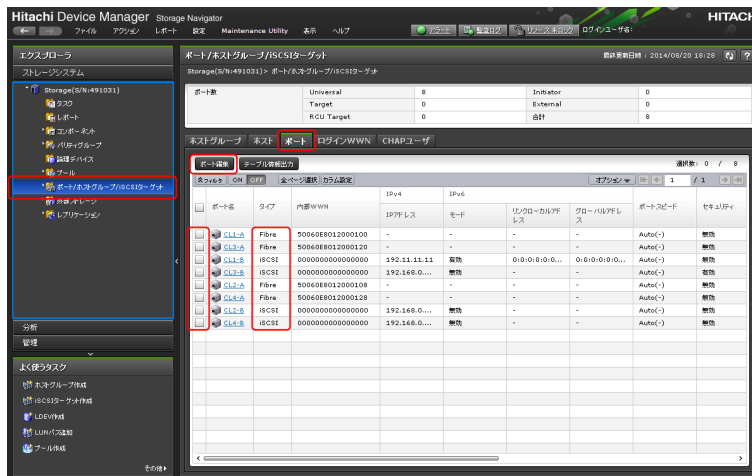 Hitachi Device Manager Storage Navigator
HITACH
ファイル アクション レポート 設定 Maintenance Utility 表示 ヘルプ
アラート 監査ログ リソースロック ログインユーザ名:
エクスプローラ
ストレージシステム
Storage(S/N:491031)
タスク
レポート
コンポーネント
パリティグループ
論理デバイス
プール
ポート/ホストグループ/iSCSIターゲット
外部ストレージ
レプリケーション
分析
管理
よく使うタスク
ホストグループ作成
iSCSIターゲット作成
LDEV作成
LUNパス追加
プール作成
その他
ポート/ホストグループ/iSCSIターゲット
最終更新日時 : 2014/08/20 18:28
Storage(S/N:491031) > ポート/ホストグループ/iSCSIターゲット
ポート数 Universal 8 Initiator 0
Target 0 External 0
RCU Target 0 合計 8
ホストグループ ホスト ポート ログインWWN CHAPユーザ
ポート編集 テーブル情報出力 選択数: 0 / 8
フィルタ ON OFF 全ページ選択 カラム設定 オプション 1 / 1
IPv4 IPv6
ポート名 タイプ 内部WWN IPアドレス モード リンクローカルアドレス グローバルアドレス ポートスピード セキュリティ
CL1-A Fibre 50060E8012000100 - - - - Auto(-) 無効
CL3-A Fibre 50060E8012000120 - - - - Auto(-) 無効
CL1-B iSCSI 0000000000000000 192.11.11.11 有効 0:0:0:0:0:0... 0:0:0:0:0:0... Auto(-) 無効
CL3-B iSCSI 0000000000000000 192.168.0.... 無効 - - Auto(-) 有効
CL2-A Fibre 50060E8012000108 - - - - Auto(-) 無効
CL4-A Fibre 50060E8012000128 - - - - Auto(-) 無効
CL2-B iSCSI 0000000000000000 192.168.0.... 無効 - - Auto(-) 無効
CL4-B iSCSI 0000000000000000 192.168.0.... 無効 - - Auto(-) 無効